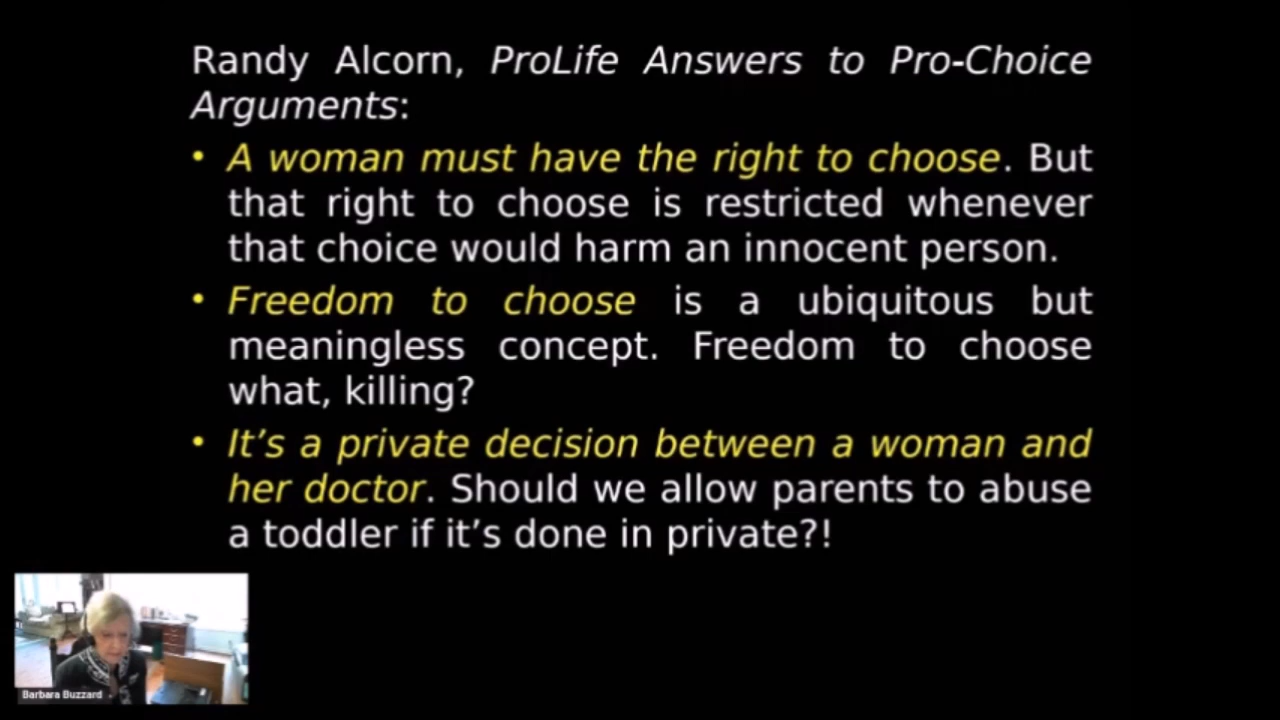 Randy Alcorn, ProLife Answers to Pro-Choice
Arguments:
• A woman must have the right to choose. But
that right to choose is restricted whenever
that choice would harm an innocent person.
• Freedom to choose is a ubiquitous but
meaningless concept. Freedom to choose
what, killing?
• It’s a private decision between a woman and
her doctor. Should we allow parents to abuse
a toddler if it’s done in private?!
Barbara Buzzard